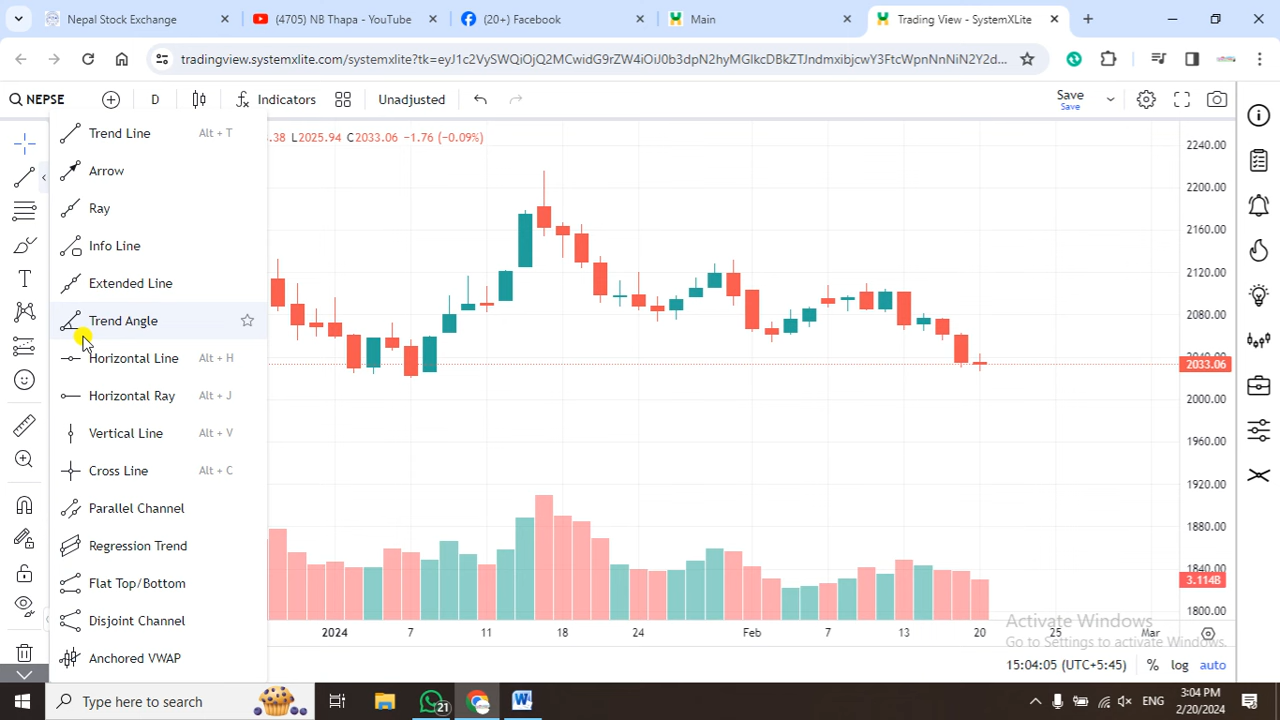 Nepal Stock Exchange
(4705) NB Thapa - YouTube
(20+) Facebook
Main
Trading View - SystemXLite
tradingview.systemxlite.com/systemxlite?tk=
NEPSE
D
Indicators
Unadjusted
Save
Save
.38 L2025.94 C2033.06 −1.76 (−0.09%)
Trend Line Alt + T
Arrow
Ray
Info Line
Extended Line
Trend Angle
Horizontal Line Alt + H
Horizontal Ray Alt + J
Vertical Line Alt + V
Cross Line Alt + C
Parallel Channel
Regression Trend
Flat Top/Bottom
Disjoint Channel
Anchored VWAP
2240.00
2200.00
2160.00
2120.00
2080.00
2040.00
2033.06
2000.00
1960.00
1920.00
1880.00
1840.00
3.114B
1800.00
2024 7 11 18 24 Feb 7 13 20 25 Mar
Activate Windows
Go to Settings to activate Windows.
15:04:05 (UTC+5:45) % log auto
Type here to search
21
ENG
3:04 PM
2/20/2024